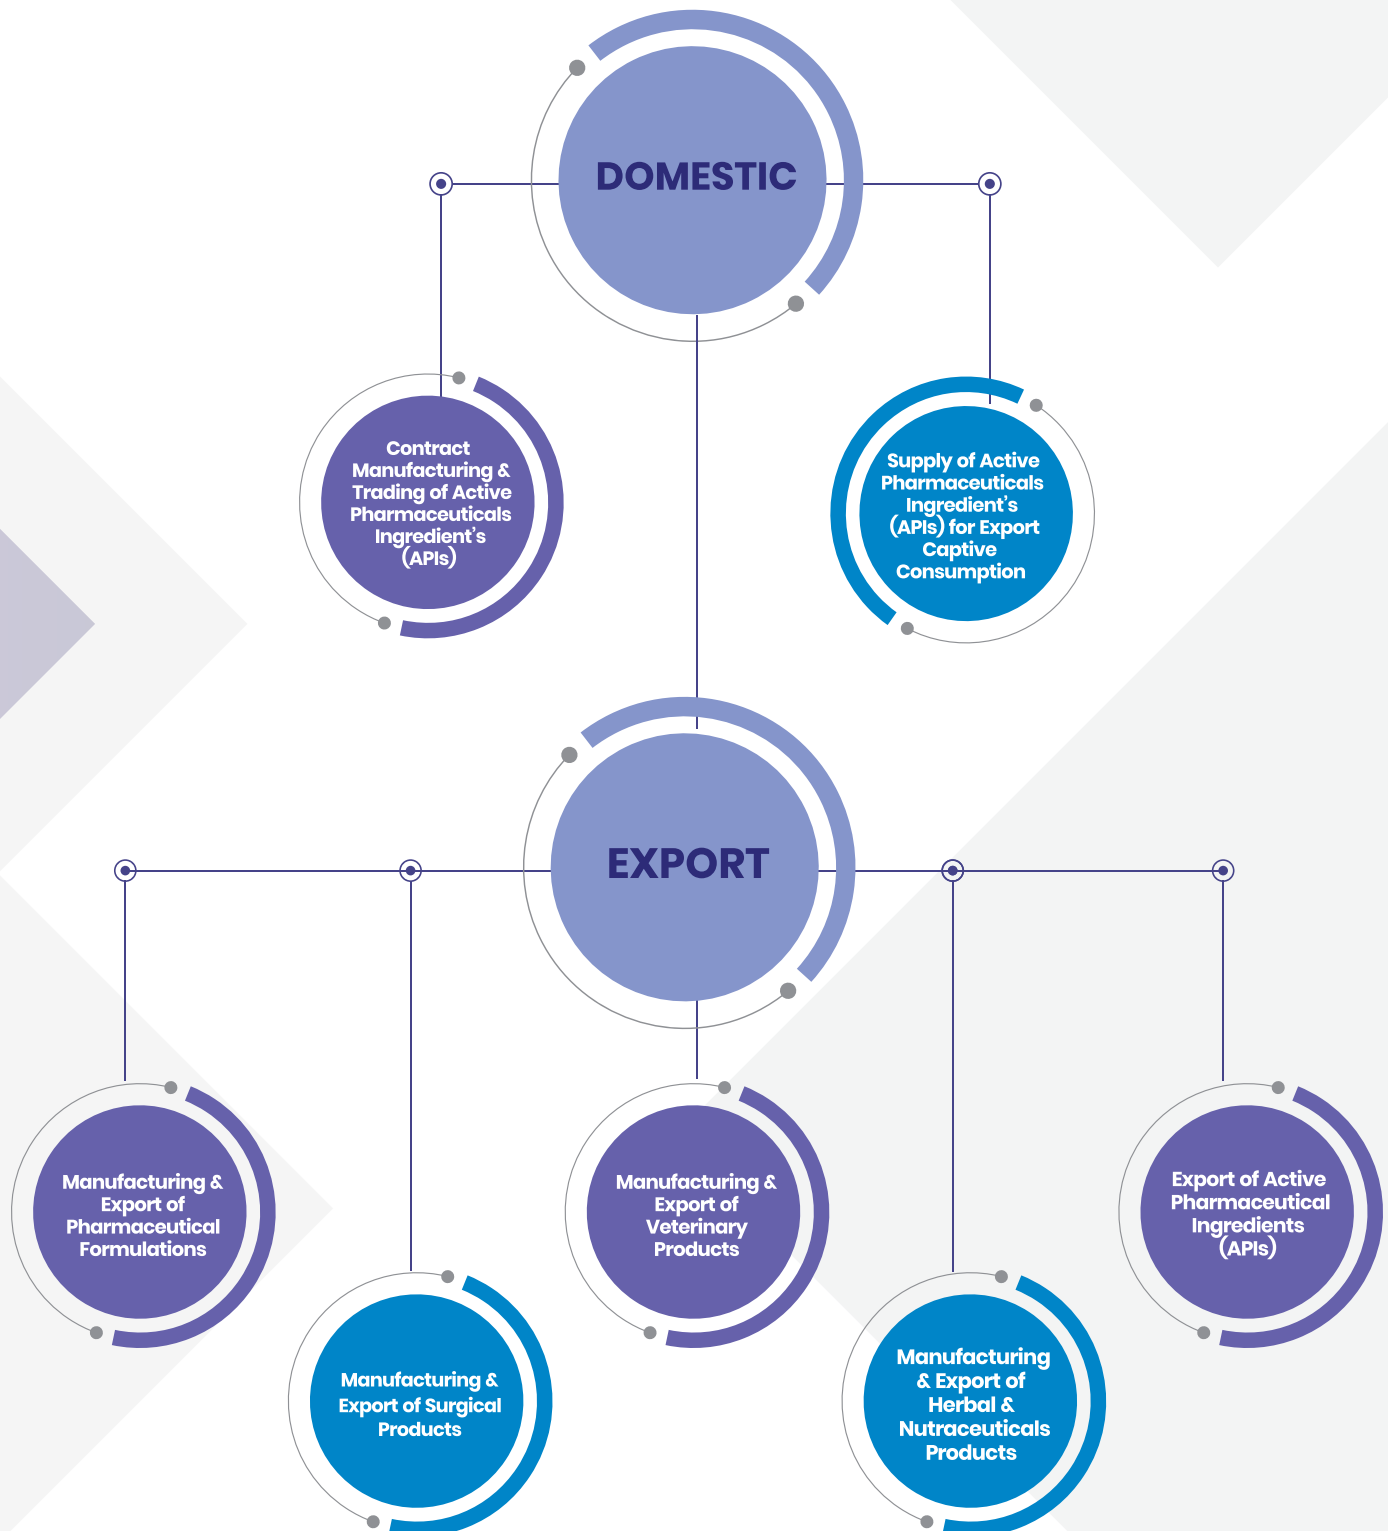 DOMESTIC
Contract
Manufacturing &
Trading of Active
Pharmaceuticals
Ingredient's
(APIs)
Supply of Active
Pharmaceuticals
Ingredient's
(APIs) for Export
Captive
Consumption
EXPORT
Manufacturing &
Export of
Pharmaceutical
Formulations
Manufacturing &
Export of Surgical
Products
Manufacturing &
Export of
Veterinary
Products
Manufacturing
& Export of
Herbal &
Nutraceuticals
Products
Export of Active
Pharmaceutical
Ingredients
(APIs)